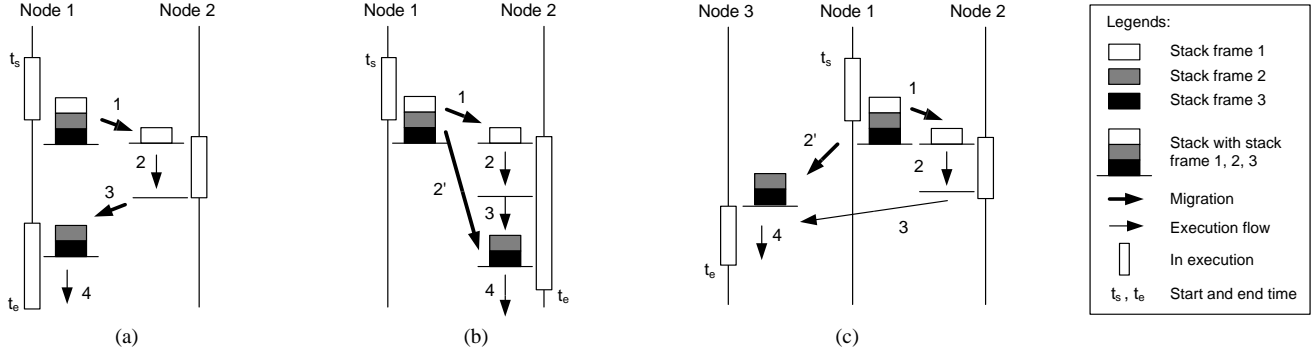 Node 1
Node 2
ts
1
2
3
4
te
(a)
Node 1
Node 2
ts
1
2
2'
3
4
te
(b)
Node 3
Node 1
Node 2
ts
1
2'
2
3
4
te
(c)
Legends:
Stack frame 1
Stack frame 2
Stack frame 3
Stack with stack
frame 1, 2, 3
Migration
Execution flow
In execution
ts , te Start and end time